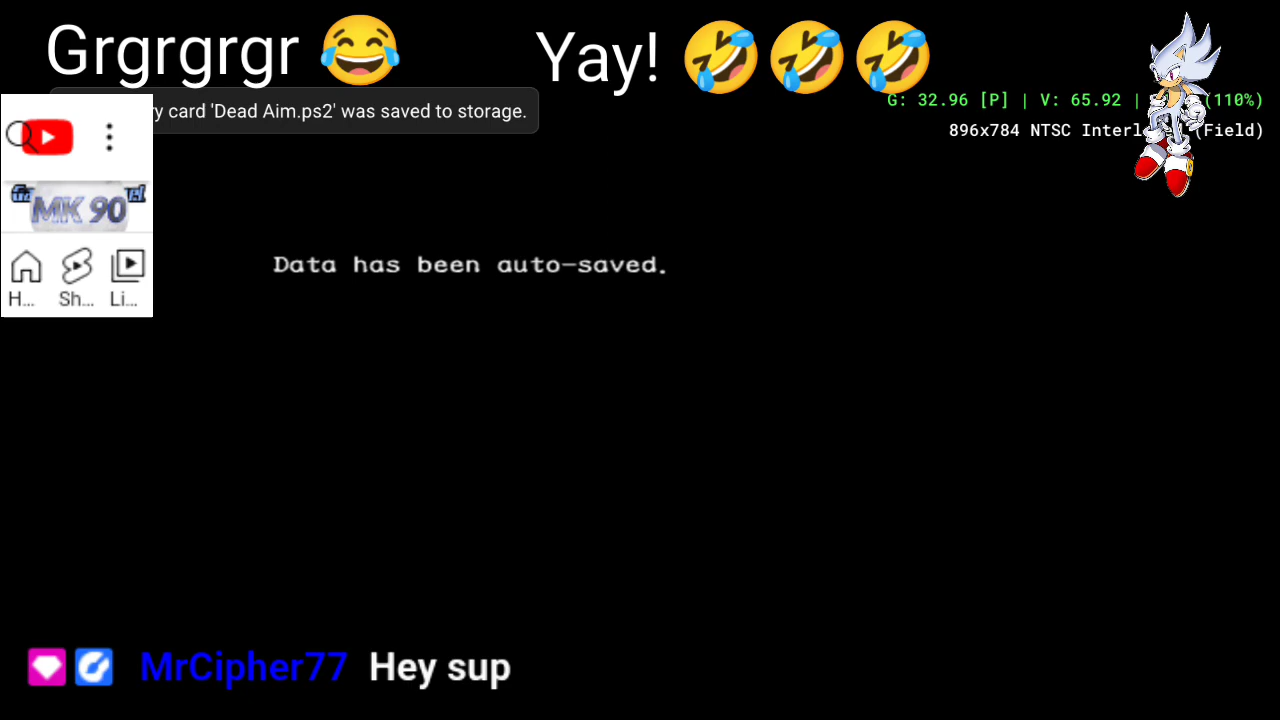 Grgrgrgr 😂 Yay! 🤣🤣🤣
y card 'Dead Aim.ps2' was saved to storage.
G: 32.96 [P] | V: 65.92 | (110%)
896x784 NTSC Interl (Field)
MK 90
H... Sh... Li...
Data has been auto-saved.
MrCipher77 Hey sup